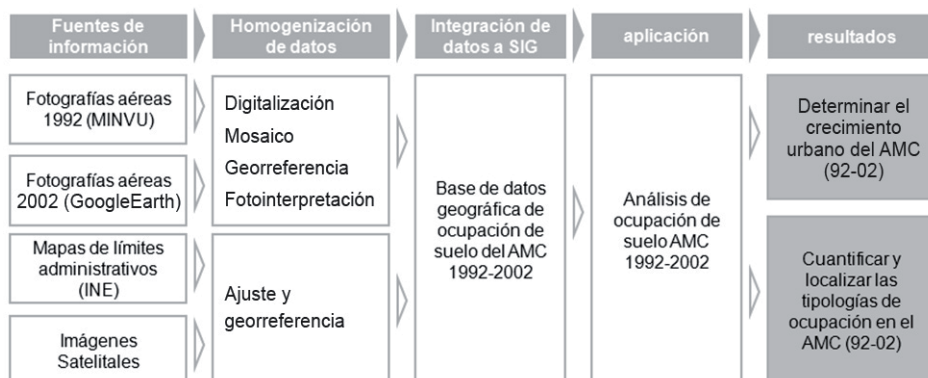 Fuentes de
información
Homogenización
de datos
Integración de
datos a SIG
aplicación
resultados
Fotografías aéreas
1992 (MINVU)
Fotografías aéreas
2002 (GoogleEarth)
Mapas de límites
administrativos
(INE)
Imágenes
Satelitales
Digitalización
Mosaico
Georreferencia
Fotointerpretación
Ajuste y
georreferencia
Base de datos
geográfica de
ocupación de
suelo del AMC
1992-2002
Análisis de
ocupación de
suelo AMC
1992-2002
Determinar el
crecimiento
urbano del AMC
(92-02)
Cuantificar y
localizar las
tipologías de
ocupación en el
AMC (92-02)